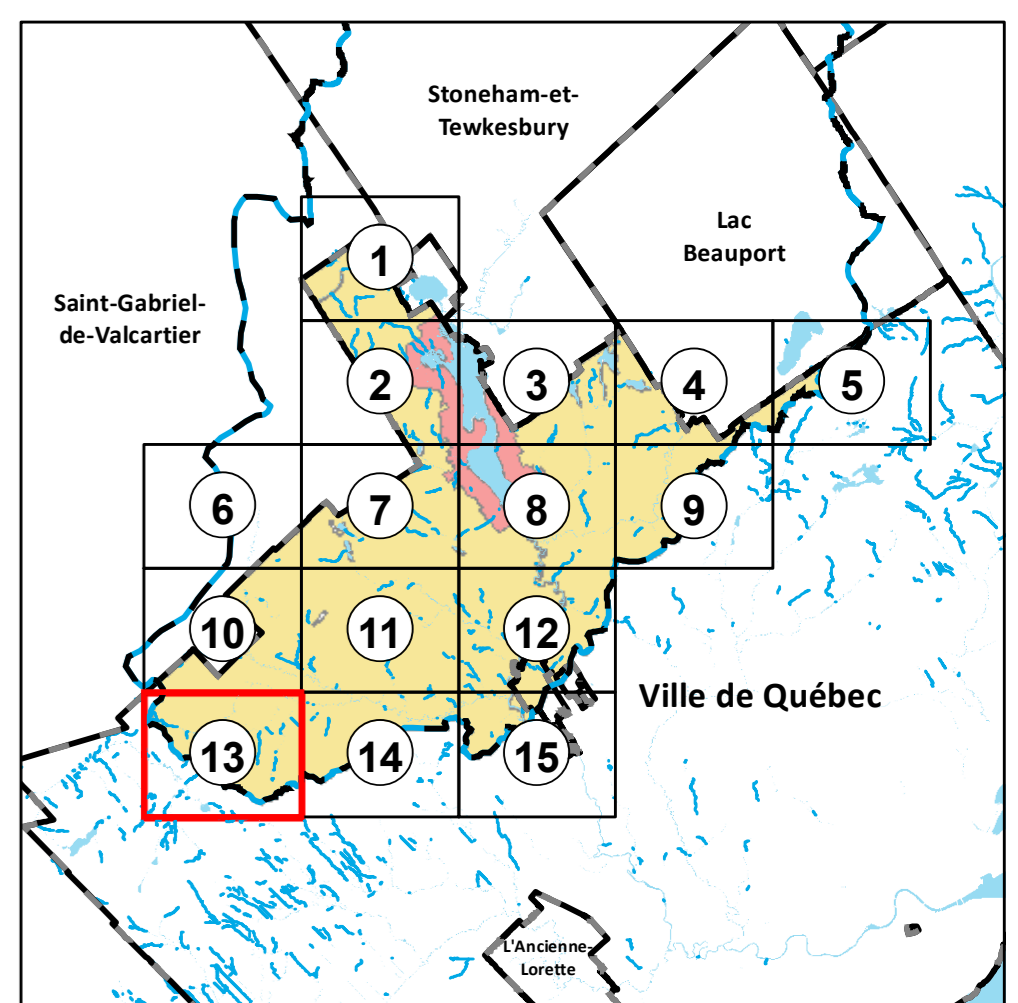 Stoneham-et-
Tewkesbury
Lac
Beauport
Saint-Gabriel-
de-Valcartier
1
2
3
4
5
6
7
8
9
10
11
12
Ville de Québec
13
14
15
L'Ancienne-
Lorette